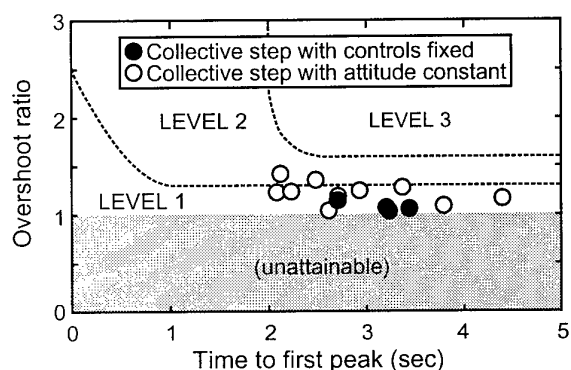 3
Collective step with controls fixed
Collective step with attitude constant
2
LEVEL 2
LEVEL 3
Overshoot ratio
LEVEL 1
1
(unattainable)
0
0 1 2 3 4 5
Time to first peak (sec)